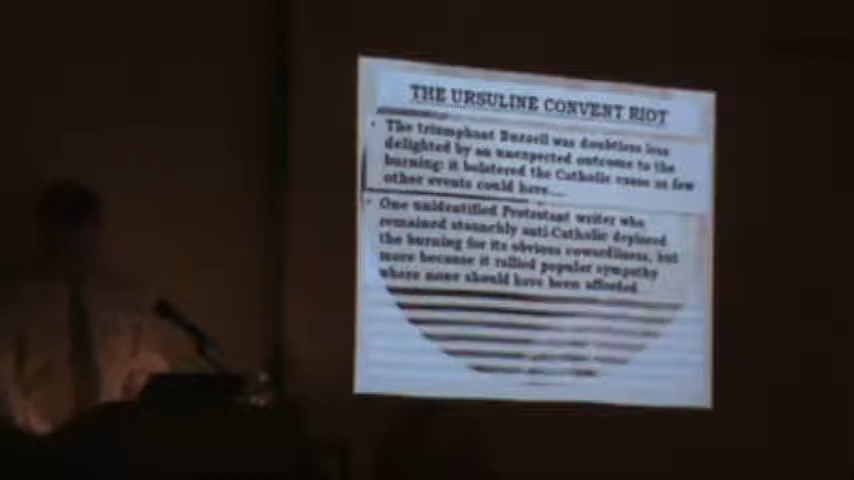 THE URSULINE CONVENT RIOT
• The triumphant Buzzell was doubtless less
delighted by an unexpected outcome to the
burning: it bolstered the Catholic cause as few
other events could have....
• One unidentified Protestant writer who
remained staunchly anti-Catholic deplored
the burning for its obvious cowardliness, but
more because it rallied popular sympathy
where none should have been afforded